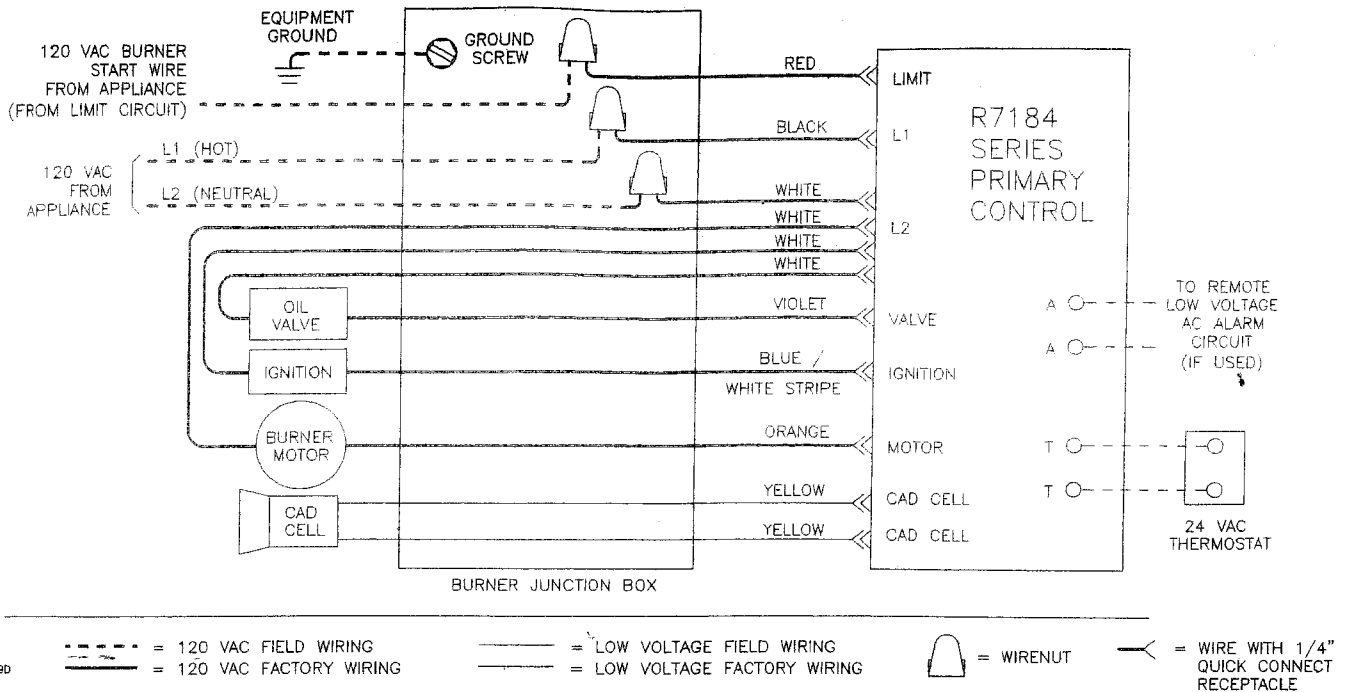 EQUIPMENT
GROUND
GROUND
SCREW
120 VAC BURNER
START WIRE
FROM APPLIANCE
(FROM LIMIT CIRCUIT)
L1 (HOT)
120 VAC
FROM
APPLIANCE
L2 (NEUTRAL)
RED
BLACK
WHITE
WHITE
WHITE
WHITE
VIOLET
BLUE /
WHITE STRIPE
ORANGE
YELLOW
YELLOW
OIL
VALVE
IGNITION
BURNER
MOTOR
CAD
CELL
BURNER JUNCTION BOX
LIMIT
L1
L2
VALVE
IGNITION
MOTOR
CAD CELL
CAD CELL
R7184
SERIES
PRIMARY
CONTROL
A
A
T
T
TO REMOTE
LOW VOLTAGE
AC ALARM
CIRCUIT
(IF USED)
24 VAC
THERMOSTAT
= 120 VAC FIELD WIRING
= 120 VAC FACTORY WIRING
= LOW VOLTAGE FIELD WIRING
= LOW VOLTAGE FACTORY WIRING
= WIRENUT
= WIRE WITH 1/4"
QUICK CONNECT
RECEPTACLE